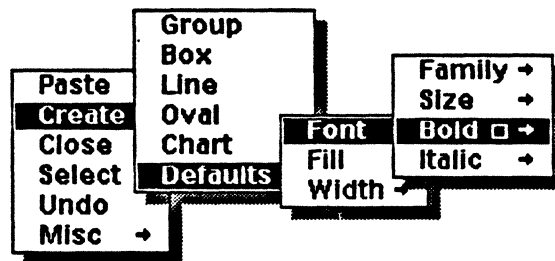 Paste
Create
Close
Select
Undo
Misc →
Group
Box
Line
Oval
Chart
Defaults
Font
Fill
Width →
Family →
Size →
Bold □ →
Italic →